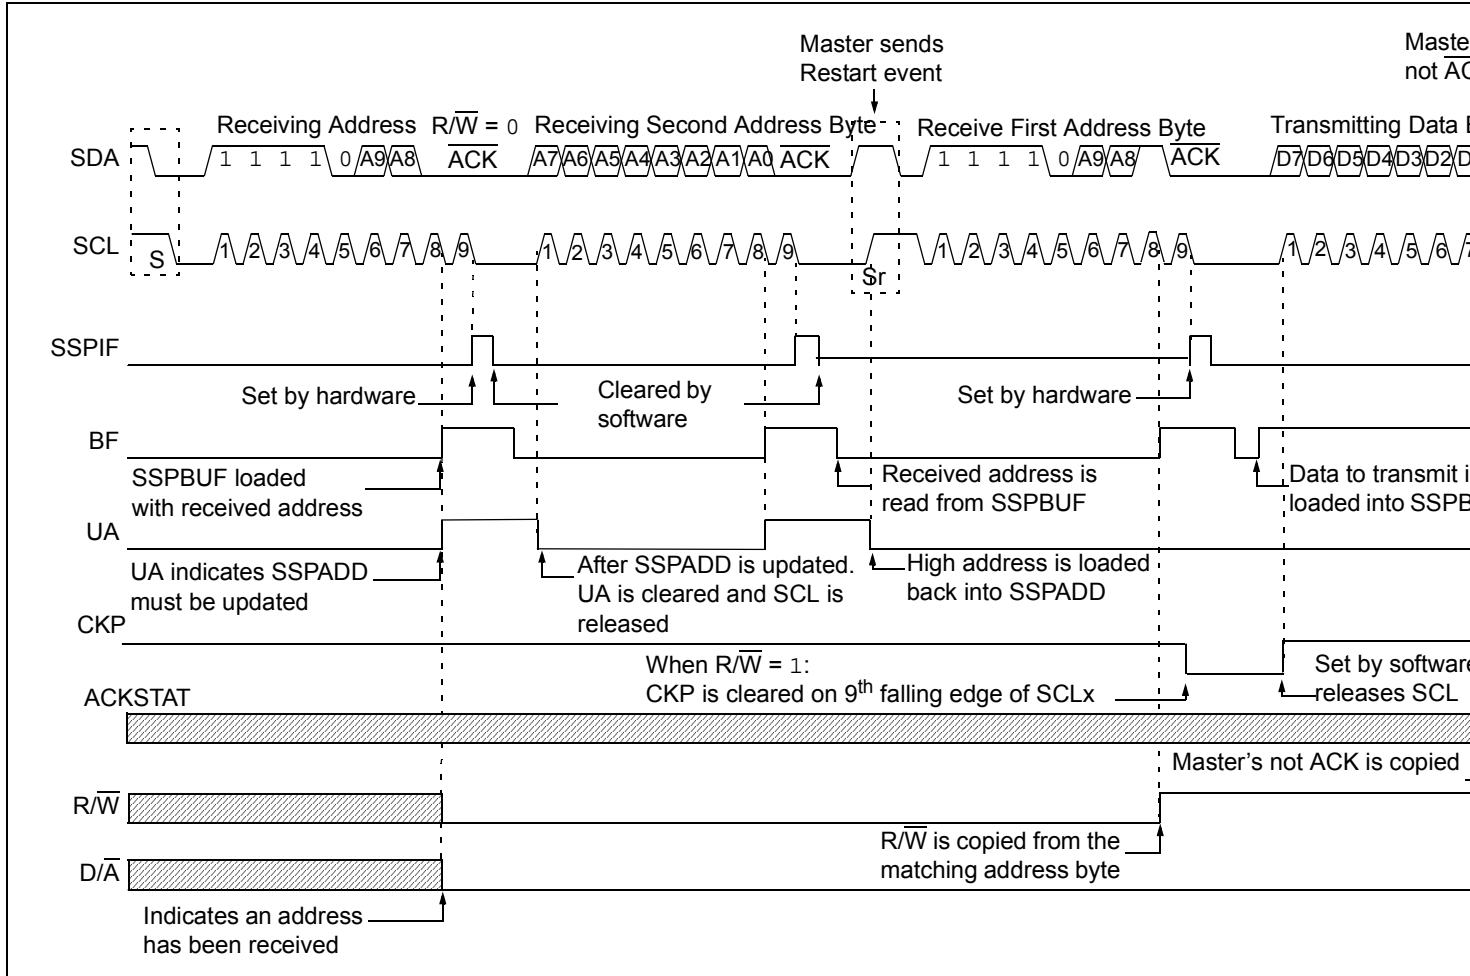 Master sends
Restart event
Maste
not AC
Receiving Address R/W = 0 Receiving Second Address Byte Receive First Address Byte Transmitting Data B
SDA 1 1 1 1 0 A9 A8 ACK A7 A6 A5 A4 A3 A2 A1 A0 ACK 1 1 1 1 0 A9 A8 ACK D7 D6 D5 D4 D3 D2 D
SCL S 1 2 3 4 5 6 7 8 9 1 2 3 4 5 6 7 8 9 Sr 1 2 3 4 5 6 7 8 9 1 2 3 4 5 6 7
SSPIF
Set by hardware
Cleared by
software
Set by hardware
BF
SSPBUF loaded
with received address
Received address is
read from SSPBUF
Data to transmit i
loaded into SSPB
UA
UA indicates SSPADD
must be updated
After SSPADD is updated.
UA is cleared and SCL is
released
High address is loaded
back into SSPADD
CKP
When R/W = 1:
CKP is cleared on 9th falling edge of SCLx
Set by software
releases SCL
ACKSTAT
Master's not ACK is copied
R/W
R/W is copied from the
matching address byte
D/A
Indicates an address
has been received